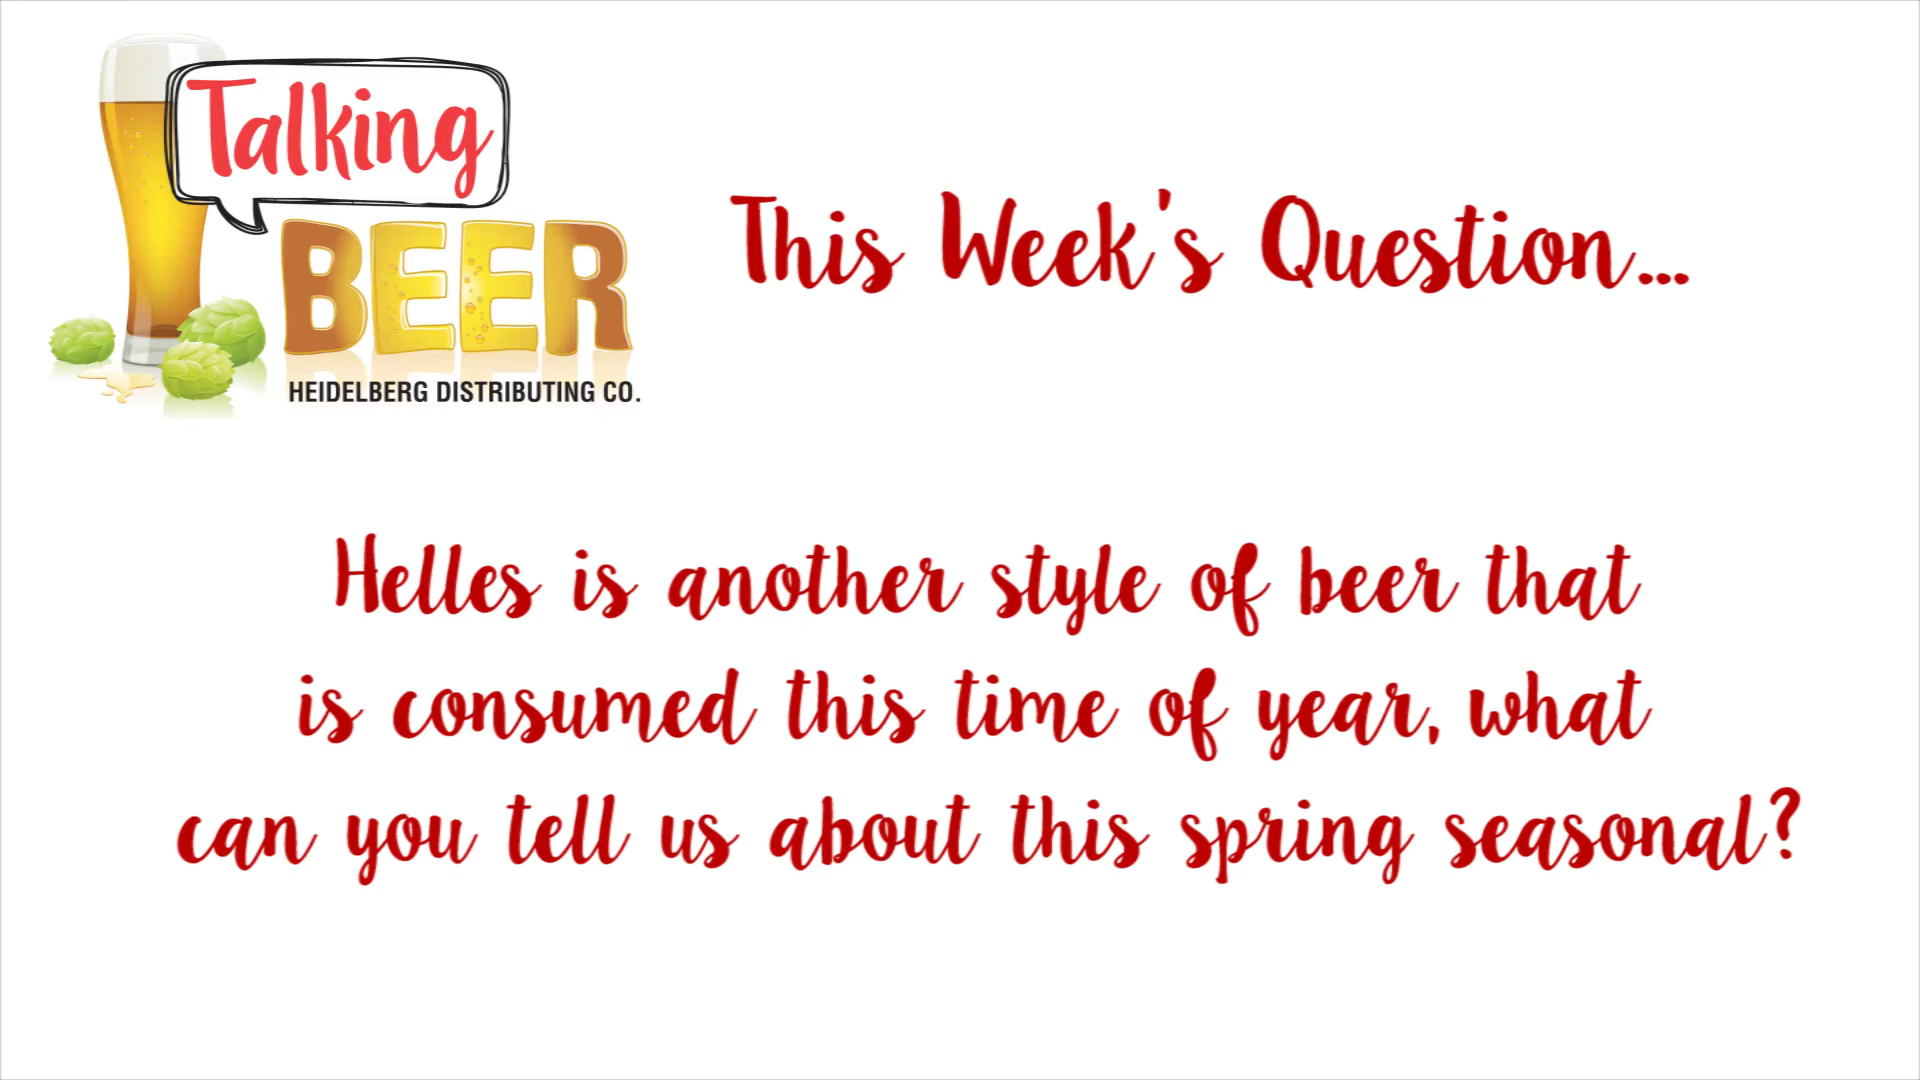 Talking
BEER
HEIDELBERG DISTRIBUTING CO.
This Week's Question...
Helles is another style of beer that
is consumed this time of year, what
can you tell us about this spring seasonal?